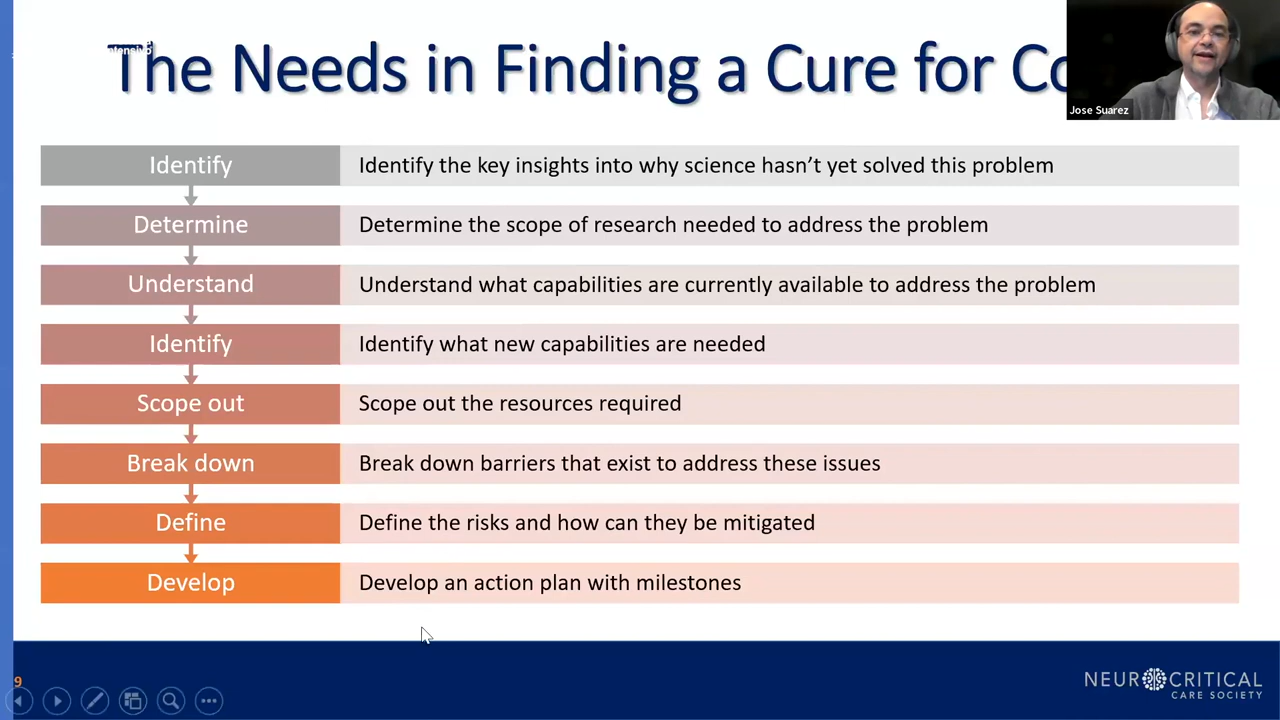 intensivo
The Needs in Finding a Cure for Co
Jose Suarez
Identify
Identify the key insights into why science hasn’t yet solved this problem
Determine
Determine the scope of research needed to address the problem
Understand
Understand what capabilities are currently available to address the problem
Identify
Identify what new capabilities are needed
Scope out
Scope out the resources required
Break down
Break down barriers that exist to address these issues
Define
Define the risks and how can they be mitigated
Develop
Develop an action plan with milestones
9
NEUROCRITICAL
CARE SOCIETY